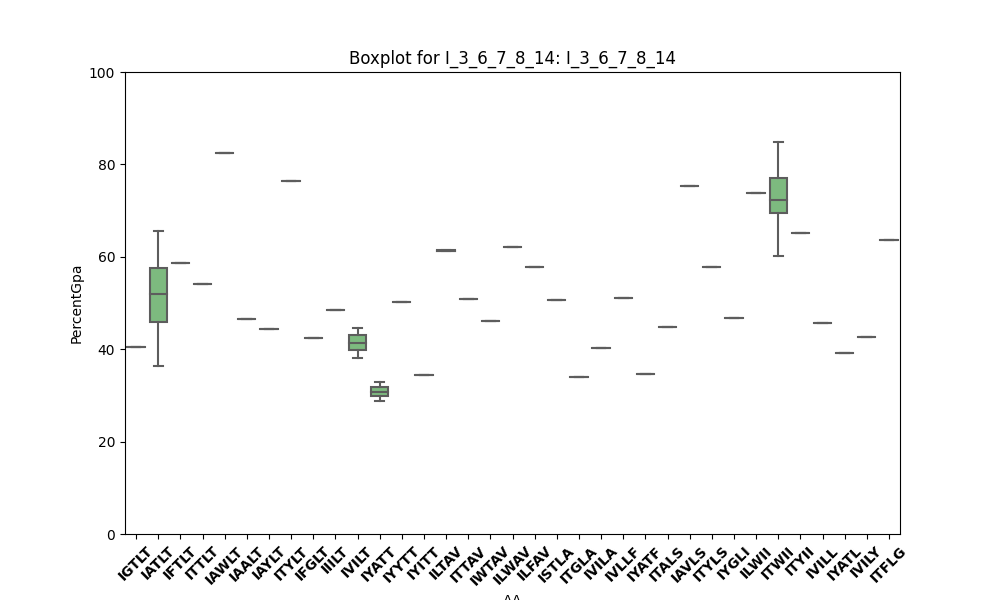 Boxplot for I_3_6_7_8_14: I_3_6_7_8_14
100
80
60
40
20
0
PercentGpa
IGTLT
IATLT
IFTLT
ITTLT
IAWLT
IAALT
IAYLT
ITYLT
IFGLT
IIILT
IVILT
IYATT
IYYTT
IYITT
ILTAV
ITTAV
IWTAV
ILWAV
ILFAV
ISTLA
ITGLA
IVILA
IVLLF
IYATF
ITALS
IAVLS
ITYLS
IYGLI
ILWII
ITWII
ITYII
IVILL
IYATL
IVILY
ITFLG
AA